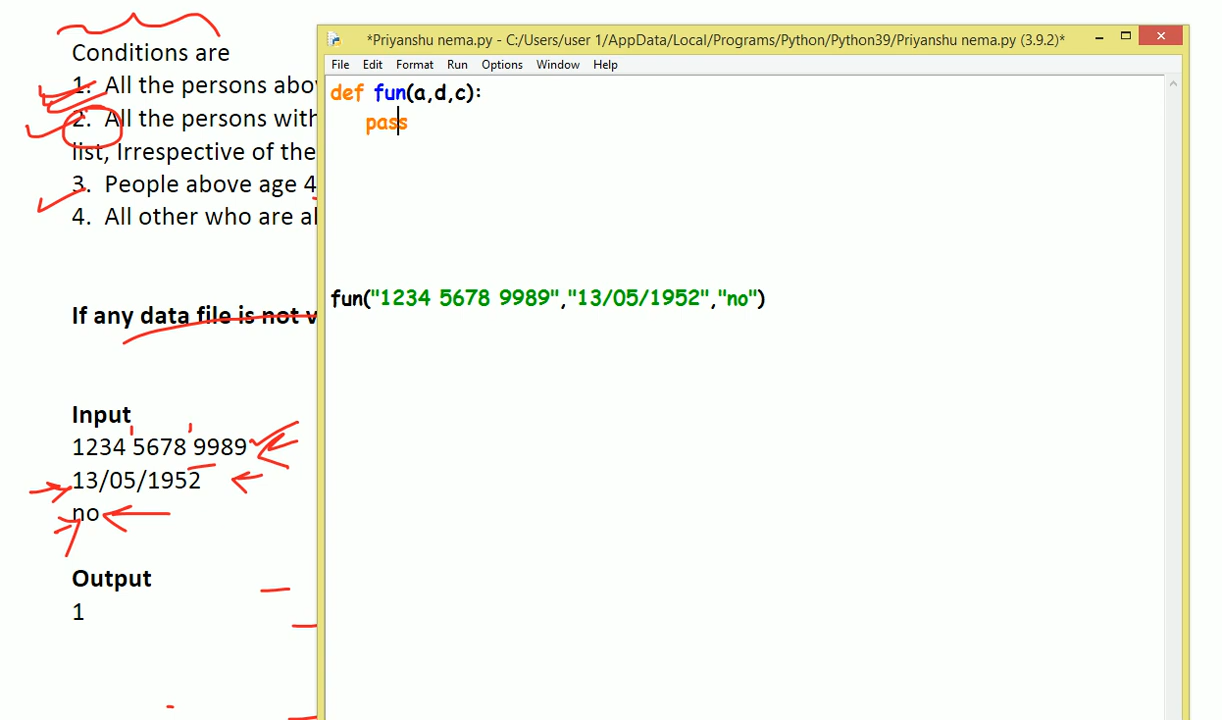 Conditions are
1. All the persons abov
2. All the persons with
list, Irrespective of the
3. People above age 4
4. All other who are al
If any data file is not v
Input
1234 5678 9989
13/05/1952
no
Output
1
*Priyanshu nema.py - C:/Users/user 1/AppData/Local/Programs/Python/Python39/Priyanshu nema.py (3.9.2)*
File Edit Format Run Options Window Help
def fun(a,d,c):
pass
fun("1234 5678 9989","13/05/1952","no")